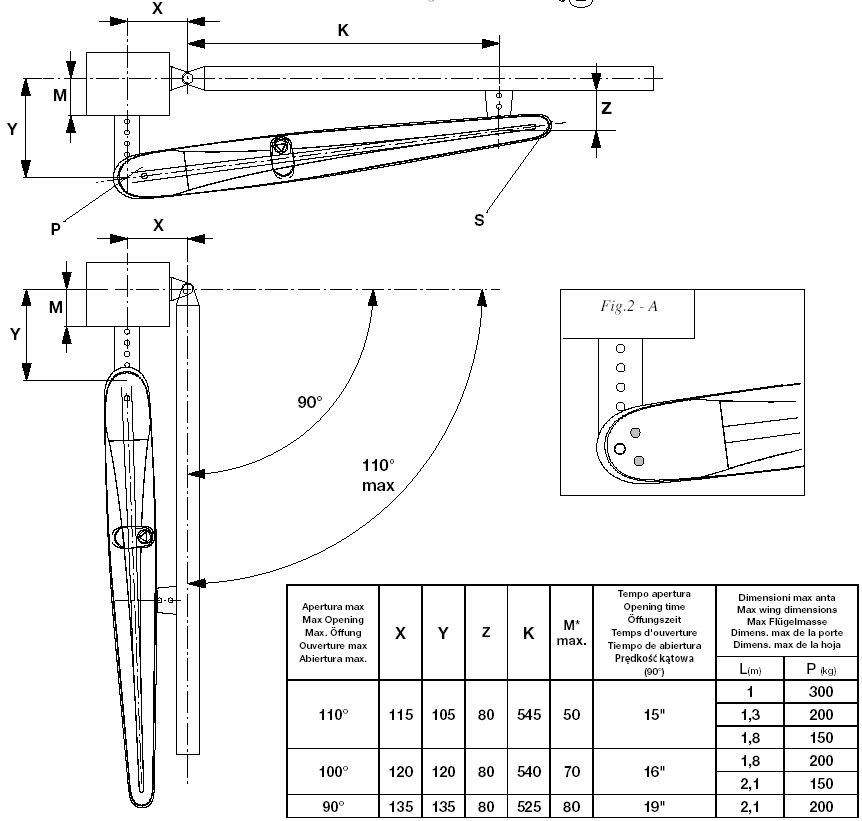 X
K
M
Y
Z
P
S
X
M
Y
90°
110°
max
Fig.2 - A
Apertura max
Max Opening
Max. Öffung
Ouverture max
Abiertura max.
X
Y
Z
K
M*
max.
Tempo apertura
Opening time
Öffungszeit
Temps d'ouverture
Tiempo de abiertura
Prędkość kątowa
(90°)
Dimensioni max anta
Max wing dimensions
Max Flügelmasse
Dimens. max de la porte
Dimens. max de la hoja
L(m) P (kg)
110° 115 105 80 545 50 15"
1 300
1,3 200
1,8 150
100° 120 120 80 540 70 16"
1,8 200
2,1 150
90° 135 135 80 525 80 19" 2,1 200